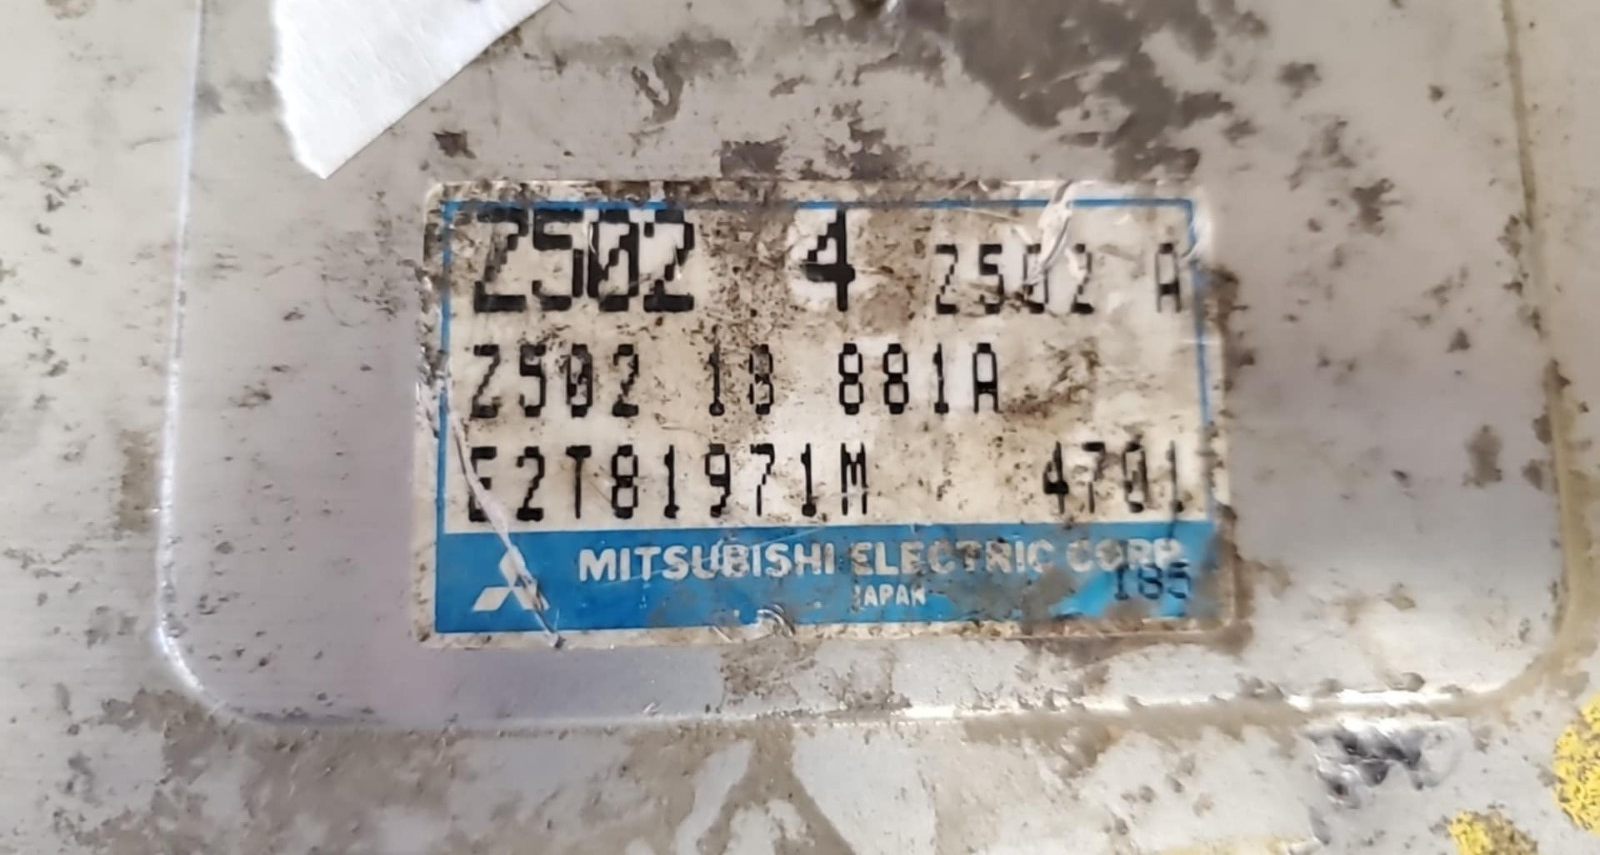 Z502 4 Z502 A
Z502 18 881A
E2T81971M 4701
MITSUBISHI ELECTRIC CORP.
JAPAN
185